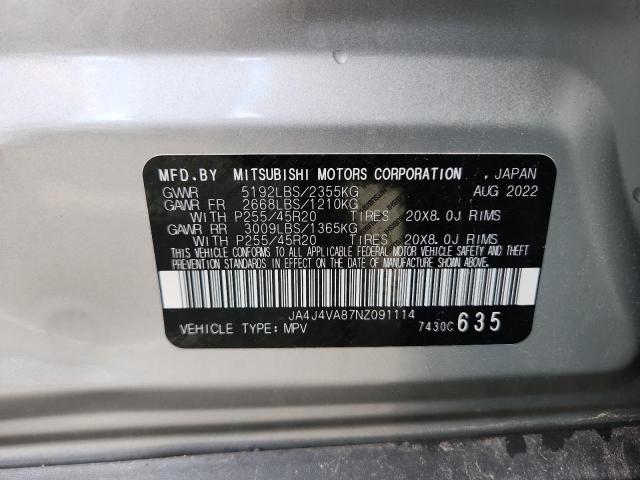 MFD.BY MITSUBISHI MOTORS CORPORATION , JAPAN
GVWR 5192LBS/2355KG AUG 2022
GAWR FR 2668LBS/1210KG
WITH P255/45R20 TIRES 20X8.0J RIMS
GAWR RR 3009LBS/1365KG
WITH P255/45R20 TIRES 20X8.0J RIMS
THIS VEHICLE CONFORMS TO ALL APPLICABLE FEDERAL MOTOR VEHICLE SAFETY AND THEFT
PREVENTION STANDARDS IN EFFECT ON THE DATE OF MANUFACTURE SHOWN ABOVE.
JA4J4VA87NZ091114
VEHICLE TYPE: MPV 7430C 635